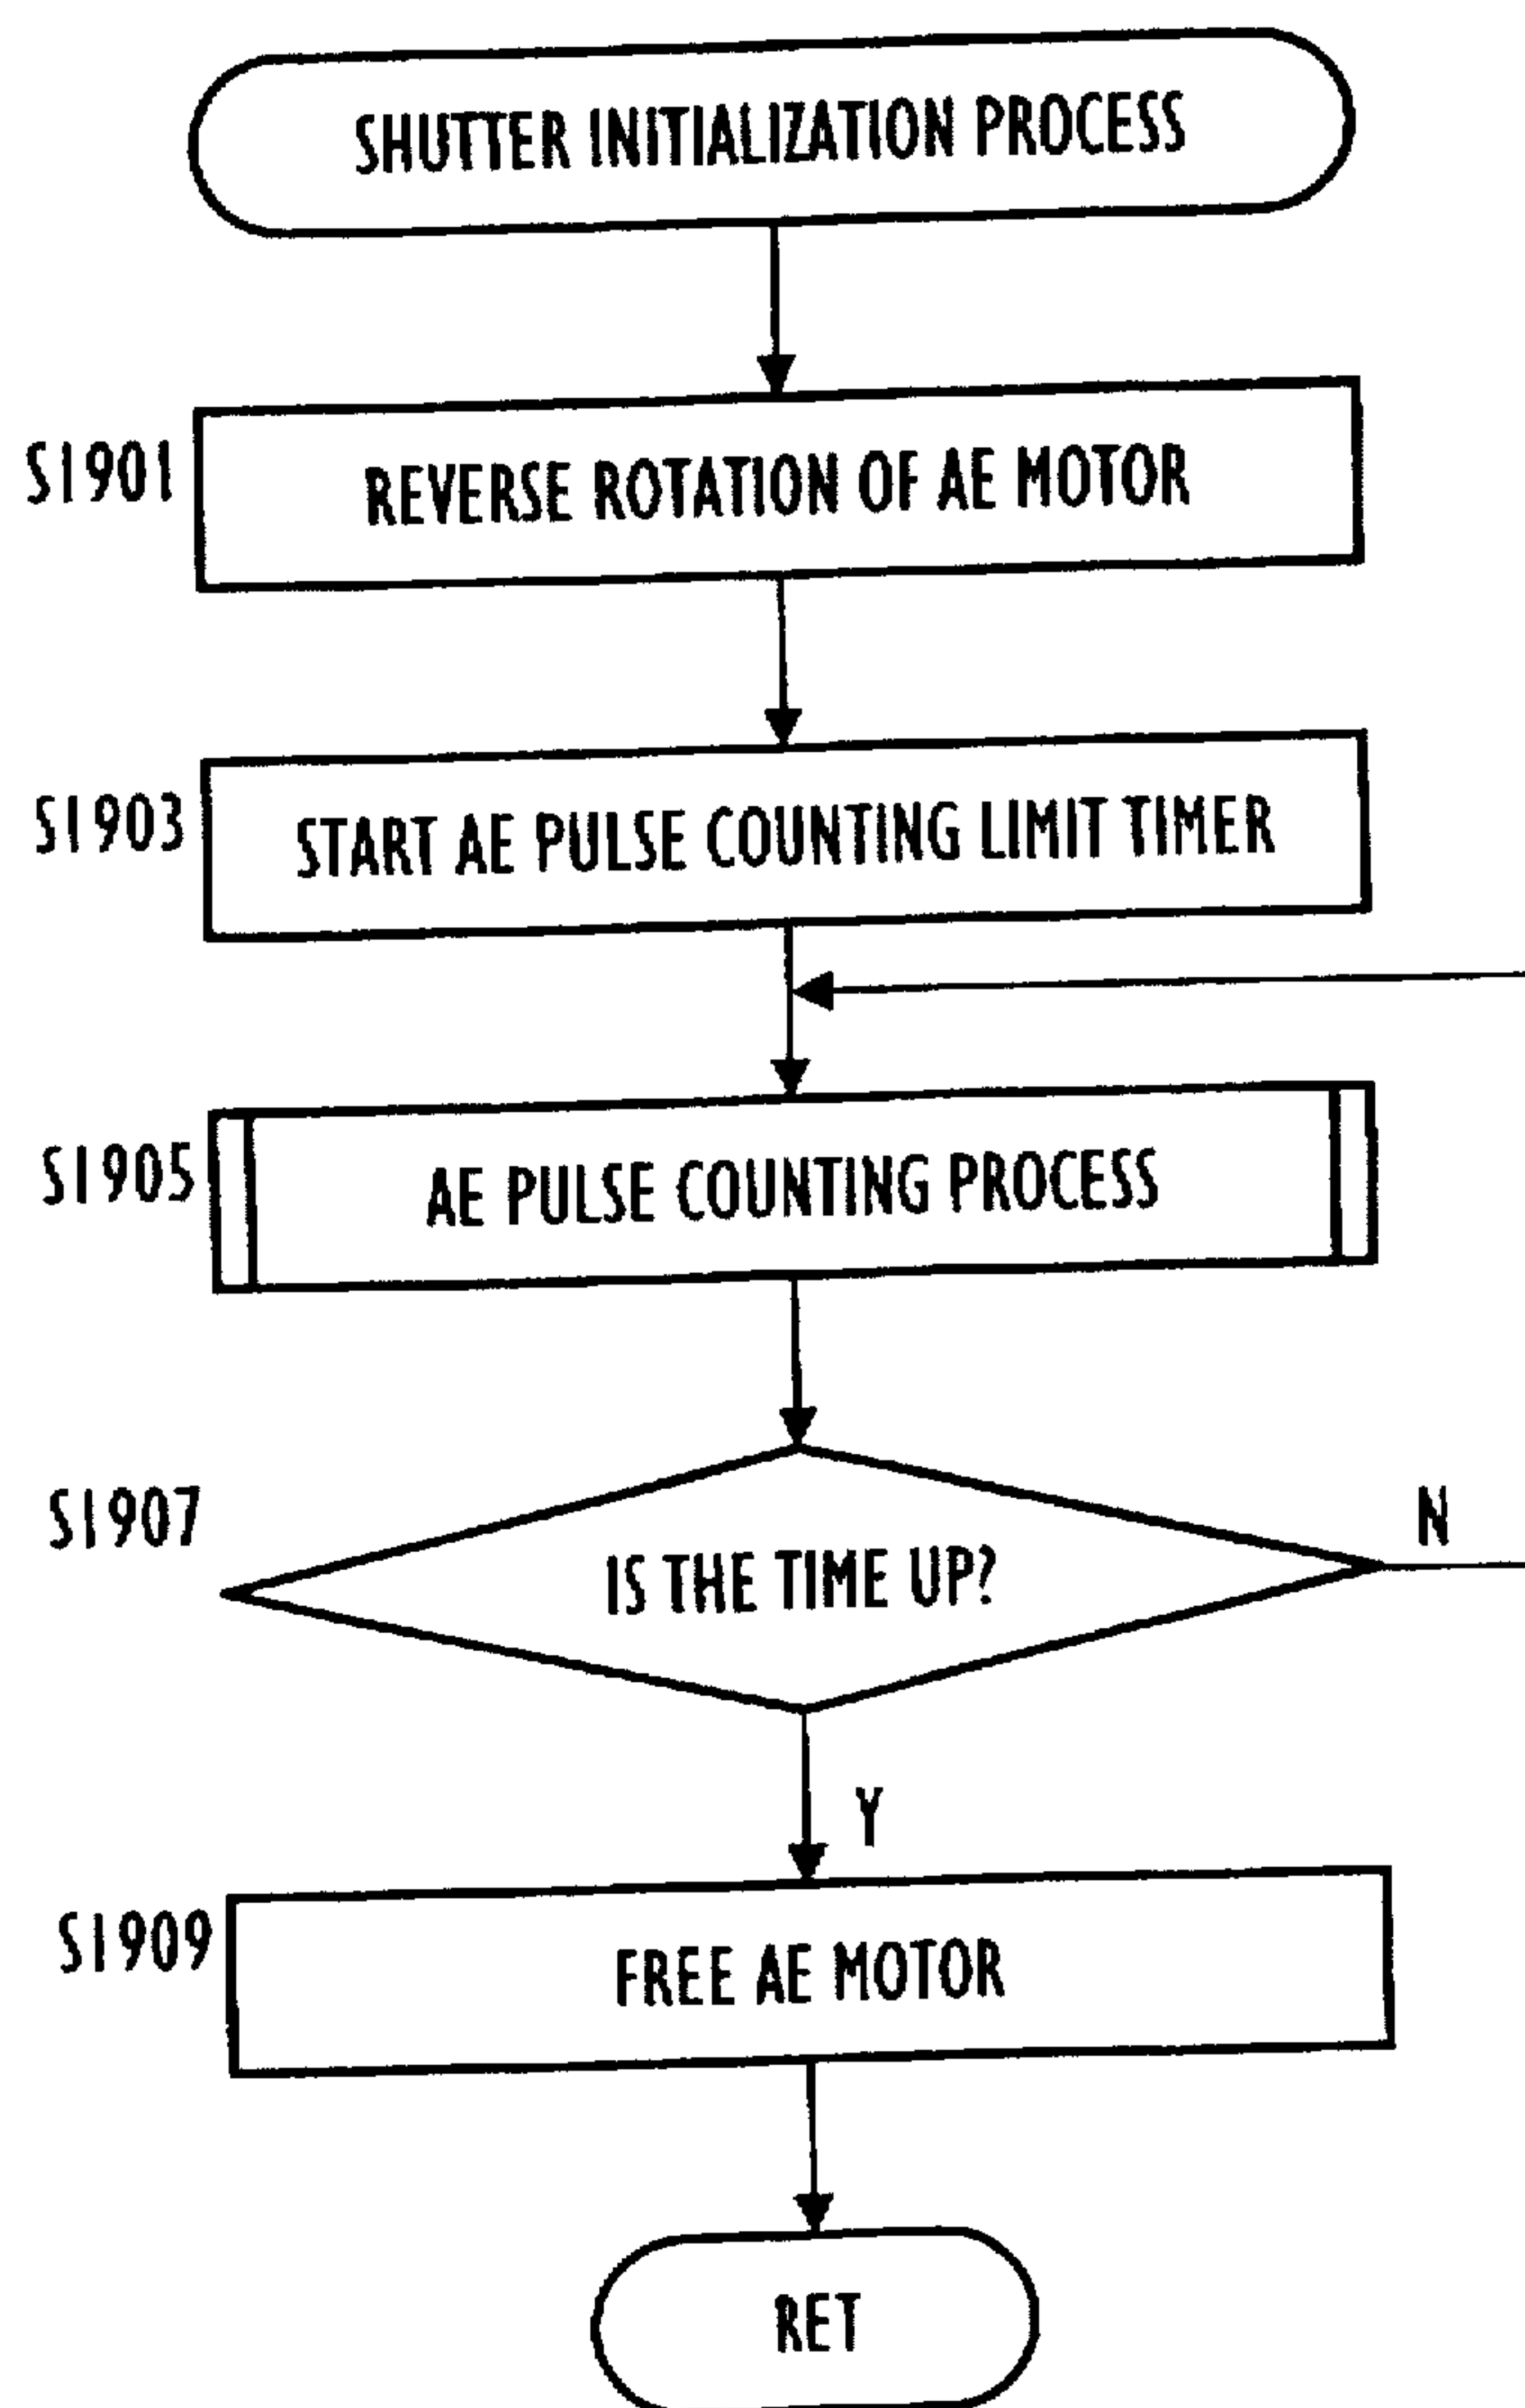 SHUTTER INITIALIZATION PROCESS
S1901
REVERSE ROTATION OF AE MOTOR
S1903
START AE PULSE COUNTING LIMIT TIMER
S1905
AE PULSE COUNTING PROCESS
S1907
IS THE TIME UP?
N
Y
S1909
FREE AE MOTOR
RET